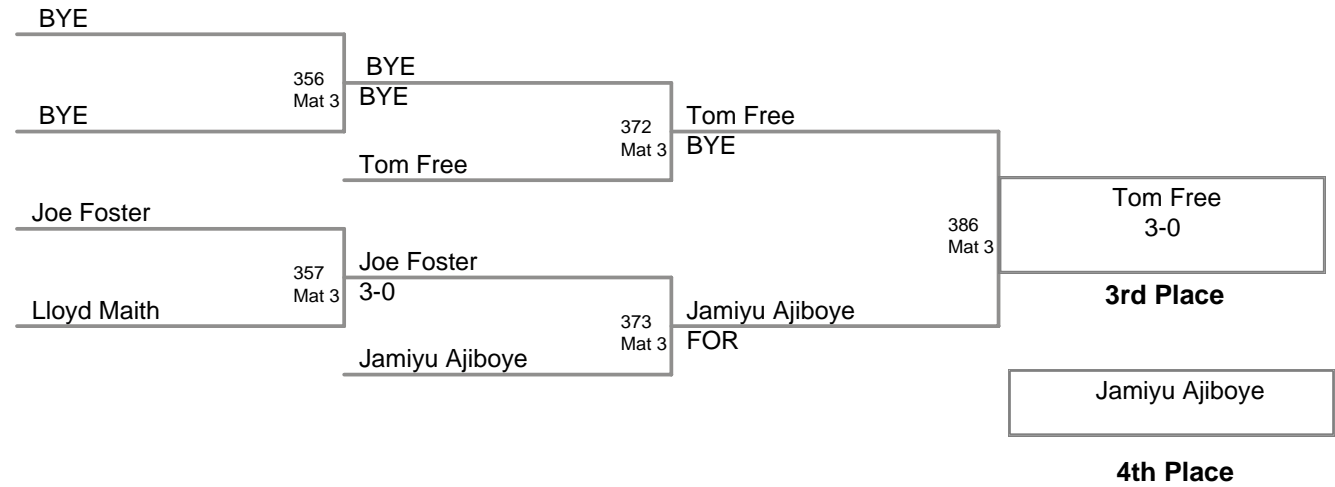 BYE
356
Mat 3
BYE
BYE
BYE
372
Mat 3
Tom Free
BYE
Tom Free
Joe Foster
357
Mat 3
Joe Foster
3-0
Lloyd Maith
373
Mat 3
Jamiyu Ajiboye
FOR
Jamiyu Ajiboye
386
Mat 3
Tom Free
3-0
3rd Place
Jamiyu Ajiboye
4th Place